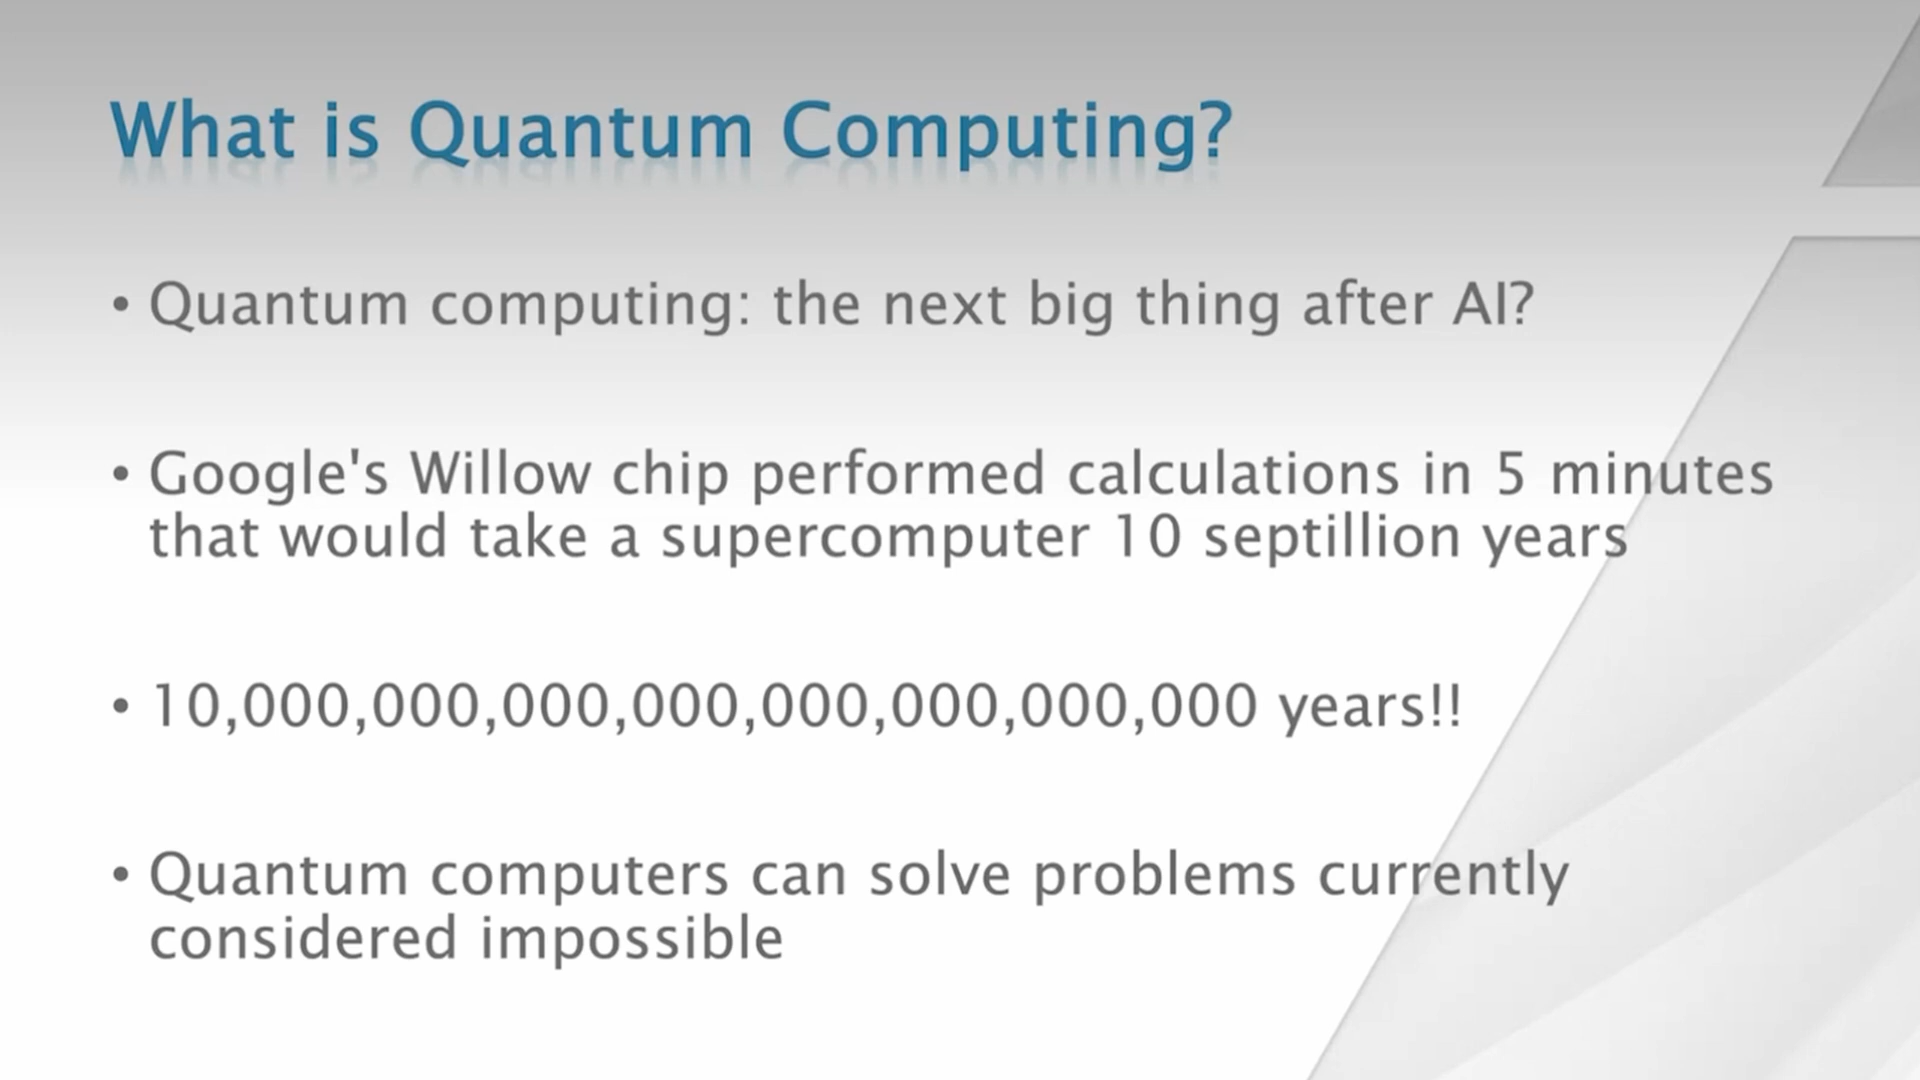 What is Quantum Computing?
• Quantum computing: the next big thing after AI?
• Google's Willow chip performed calculations in 5 minutes
that would take a supercomputer 10 septillion years
• 10,000,000,000,000,000,000,000,000 years!!
• Quantum computers can solve problems currently
considered impossible